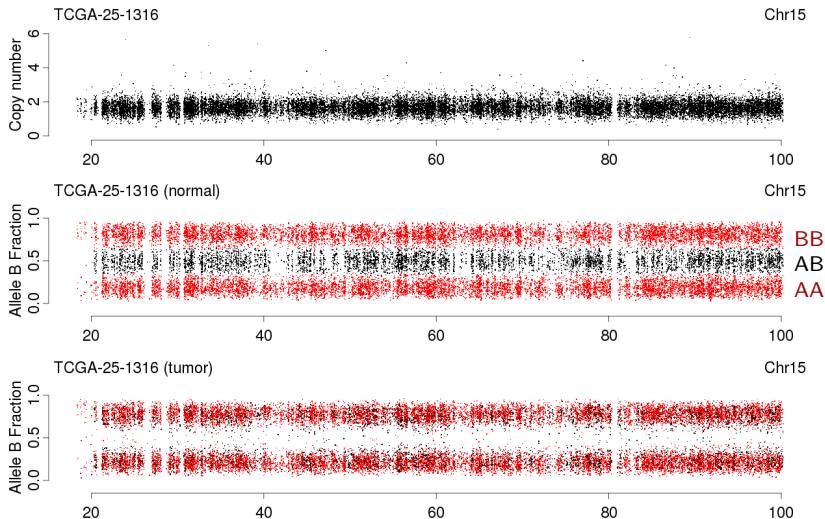 TCGA-25-1316 Chr15
Copy number
6
4
2
0
20 40 60 80 100
TCGA-25-1316 (normal) Chr15
Allele B Fraction
1.0
0.5
0.0
BB
AB
AA
20 40 60 80 100
TCGA-25-1316 (tumor) Chr15
Allele B Fraction
1.0
0.5
0.0
20 40 60 80 100